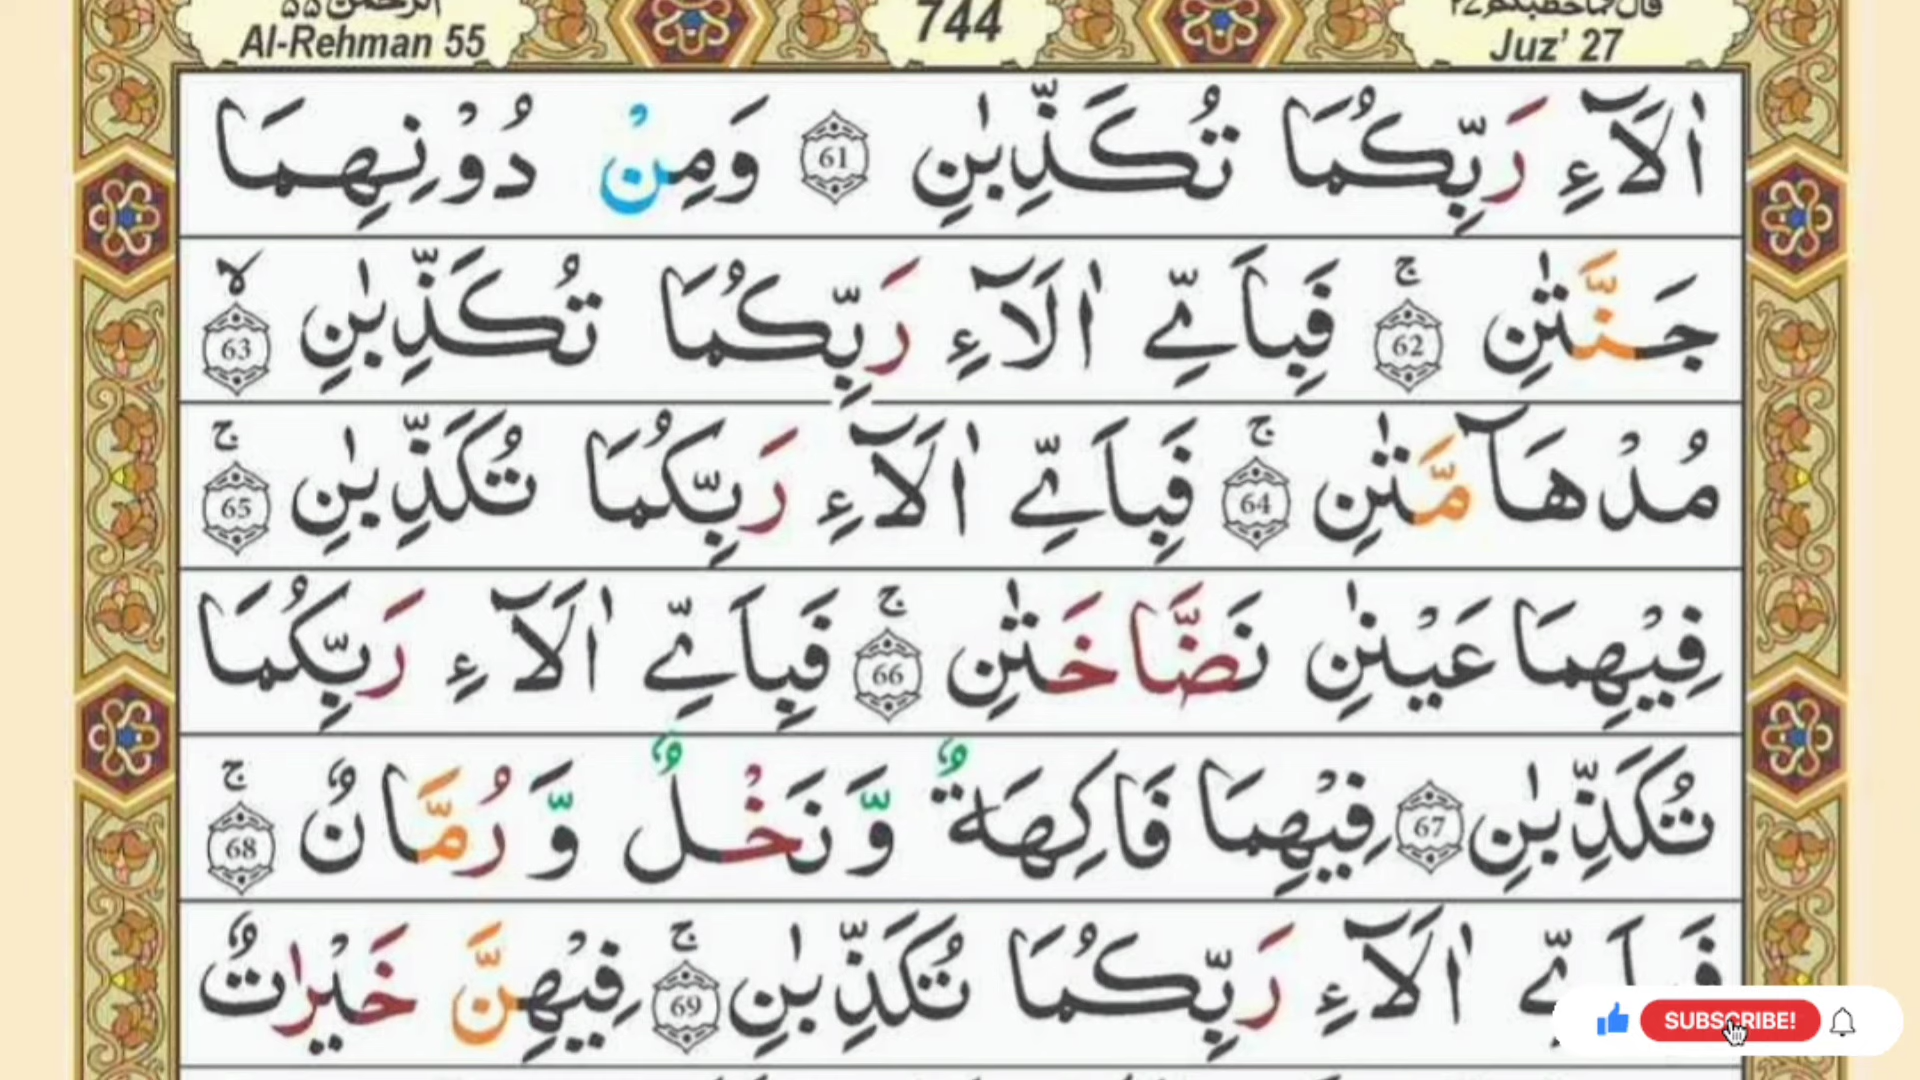 الرحمن ٥٥
Al-Rehman 55
744
قال فما خطبكم ٢٧
Juz' 27
اٰلَآءِ رَبِّكُمَا تُكَذِّبٰنِ 61 وَمِنْ دُوْنِهِمَا
جَنَّتٰنِ ۚ 62 فَبِاَيِّ اٰلَآءِ رَبِّكُمَا تُكَذِّبٰنِ ۙ 63
مُدْهَآمَّتٰنِ ۚ 64 فَبِاَيِّ اٰلَآءِ رَبِّكُمَا تُكَذِّبٰنِ ۚ 65
فِيْهِمَا عَيْنٰنِ نَضَّاخَتٰنِ ۚ 66 فَبِاَيِّ اٰلَآءِ رَبِّكُمَا
تُكَذِّبٰنِ 67 فِيْهِمَا فَاكِهَةٌ وَّنَخْلٌ وَّرُمَّانٌ ۚ 68
فَبِاَيِّ اٰلَآءِ رَبِّكُمَا تُكَذِّبٰنِ ۚ 69 فِيْهِنَّ خَيْرٰتٌ
SUBSCRIBE!